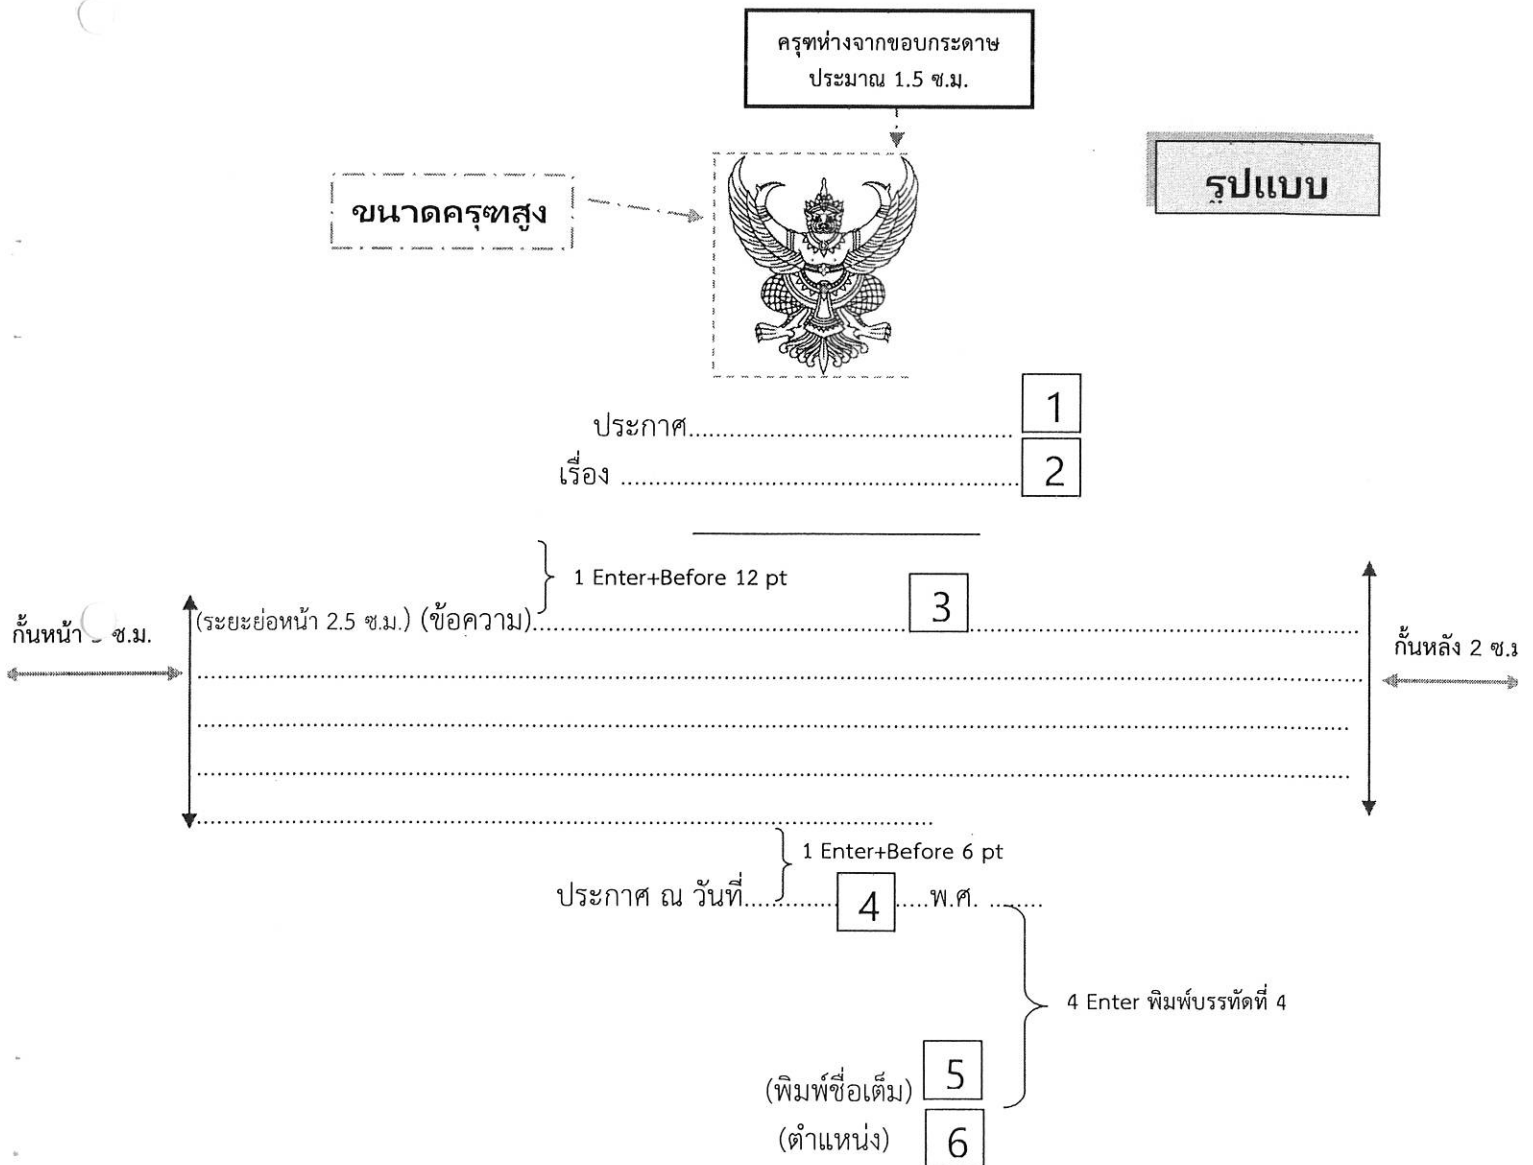 ครุฑห่างจากขอบกระดาษ
ประมาณ 1.5 ซ.ม.
ขนาดครุฑสูง
รูปแบบ
ประกาศ........................................ 1
เรื่อง ........................................ 2
1 Enter+Before 12 pt
(ระยะย่อหน้า 2.5 ซ.ม.) (ข้อความ)........................................ 3 ........................................
กั้นหน้า ซ.ม.
กั้นหลัง 2 ซ.ม
1 Enter+Before 6 pt
ประกาศ ณ วันที่............ 4 .....พ.ศ. ........
4 Enter พิมพ์บรรทัดที่ 4
(พิมพ์ชื่อเต็ม) 5
(ตำแหน่ง) 6